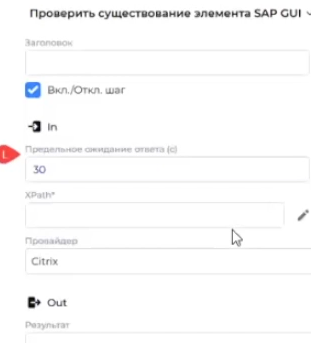 Проверить существование элемента SAP GUI
Заголовок
Вкл./Откл. шаг
In
Предельное ожидание ответа (с)
30
XPath*
Провайдер
Citrix
Out
Результат